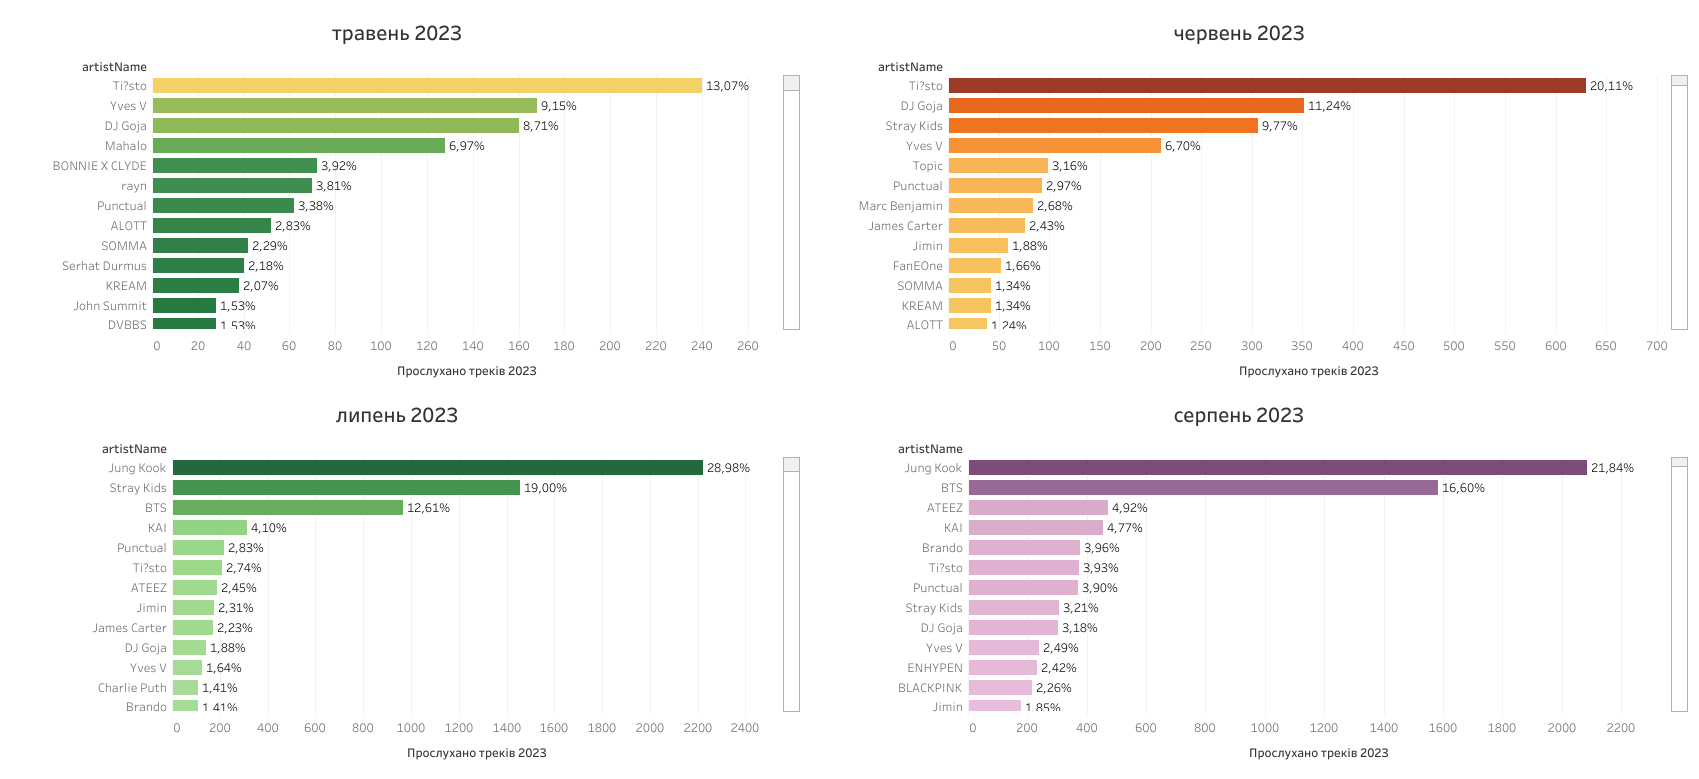 травень 2023
artistName
Ti?sto 13,07%
Yves V 9,15%
DJ Goja 8,71%
Mahalo 6,97%
BONNIE X CLYDE 3,92%
rayn 3,81%
Punctual 3,38%
ALOTT 2,83%
SOMMA 2,29%
Serhat Durmus 2,18%
KREAM 2,07%
John Summit 1,53%
DVBBS 1,53%
0 20 40 60 80 100 120 140 160 180 200 220 240 260
Прослухано треків 2023
червень 2023
artistName
Ti?sto 20,11%
DJ Goja 11,24%
Stray Kids 9,77%
Yves V 6,70%
Topic 3,16%
Punctual 2,97%
Marc Benjamin 2,68%
James Carter 2,43%
Jimin 1,88%
FanEOne 1,66%
SOMMA 1,34%
KREAM 1,34%
ALOTT 1,24%
0 50 100 150 200 250 300 350 400 450 500 550 600 650 700
Прослухано треків 2023
липень 2023
artistName
Jung Kook 28,98%
Stray Kids 19,00%
BTS 12,61%
KAI 4,10%
Punctual 2,83%
Ti?sto 2,74%
ATEEZ 2,45%
Jimin 2,31%
James Carter 2,23%
DJ Goja 1,88%
Yves V 1,64%
Charlie Puth 1,41%
Brando 1,41%
0 200 400 600 800 1000 1200 1400 1600 1800 2000 2200 2400
Прослухано треків 2023
серпень 2023
artistName
Jung Kook 21,84%
BTS 16,60%
ATEEZ 4,92%
KAI 4,77%
Brando 3,96%
Ti?sto 3,93%
Punctual 3,90%
Stray Kids 3,21%
DJ Goja 3,18%
Yves V 2,49%
ENHYPEN 2,42%
BLACKPINK 2,26%
Jimin 1,85%
0 200 400 600 800 1000 1200 1400 1600 1800 2000 2200
Прослухано треків 2023